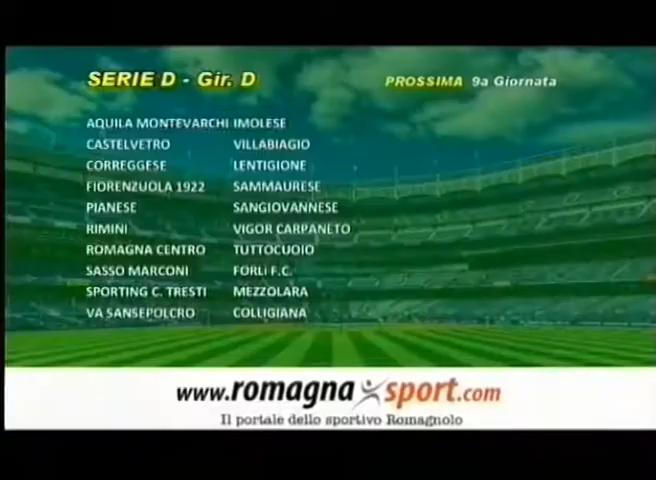 SERIE D - Gir. D
PROSSIMA 9a Giornata
AQUILA MONTEVARCHI IMOLESE
CASTELVETRO VILLABIAGIO
CORREGGESE LENTIGIONE
FIORENZUOLA 1922 SAMMAURESE
PIANESE SANGIOVANNESE
RIMINI VIGOR CARPANETO
ROMAGNA CENTRO TUTTOCUOIO
SASSO MARCONI FORLì F.C.
SPORTING C. TRESTI MEZZOLARA
VA SANSEPOLCRO COLLIGIANA
www.romagnasport.com
Il portale dello sportivo Romagnolo